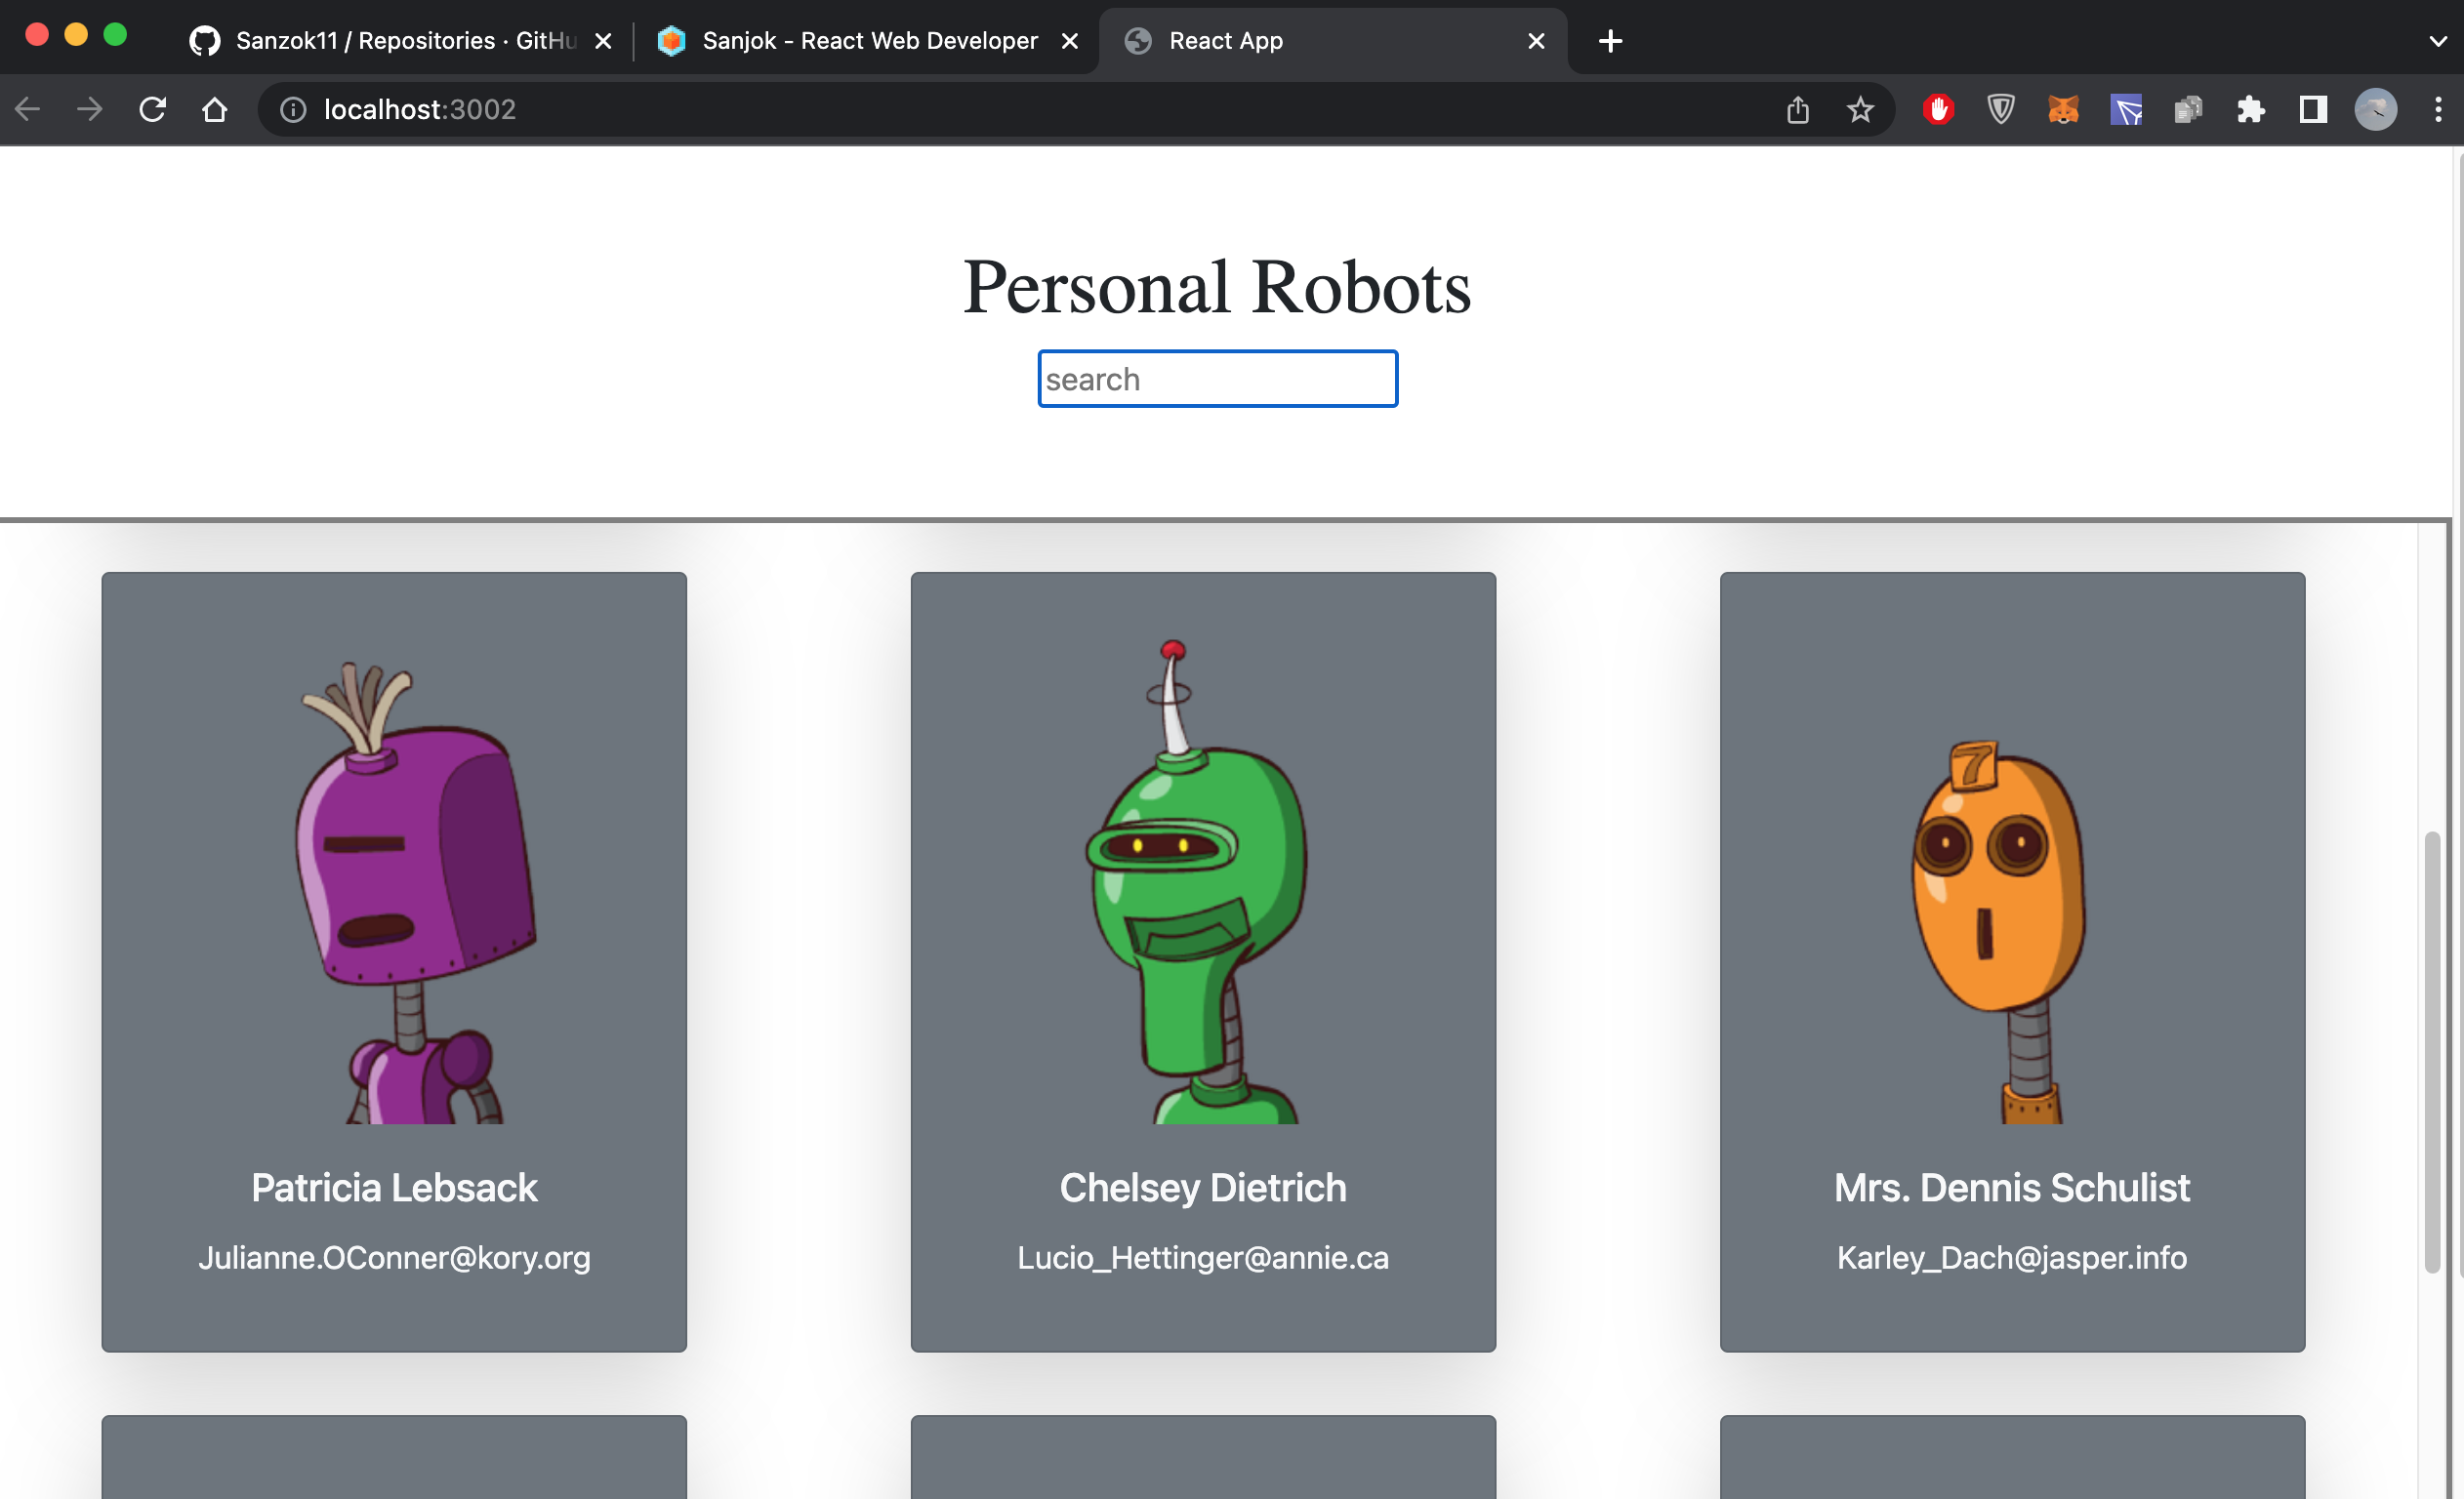 Sanzok11 / Repositories · GitHu
Sanjok - React Web Developer
React App
localhost:3002
Personal Robots
search
7
Patricia Lebsack
Chelsey Dietrich
Mrs. Dennis Schulist
Julianne.OConner@kory.org
Lucio_Hettinger@annie.ca
Karley_Dach@jasper.info